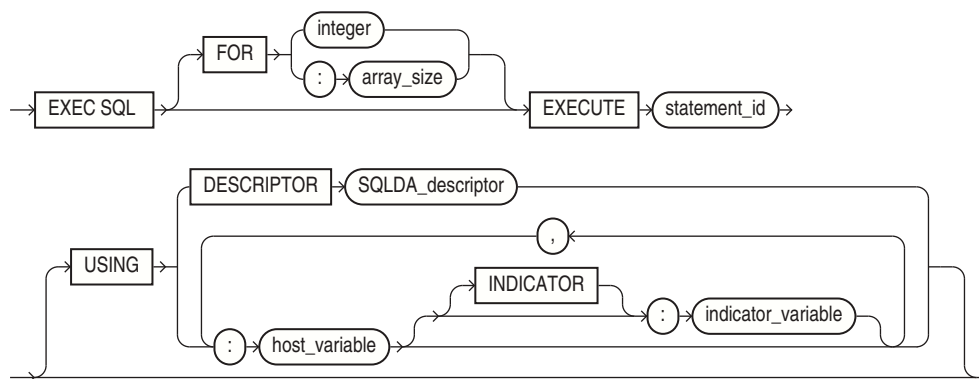 integer
FOR
: array_size
EXEC SQL EXECUTE statement_id
DESCRIPTOR SQLDA_descriptor
,
USING
INDICATOR
: indicator_variable
: host_variable